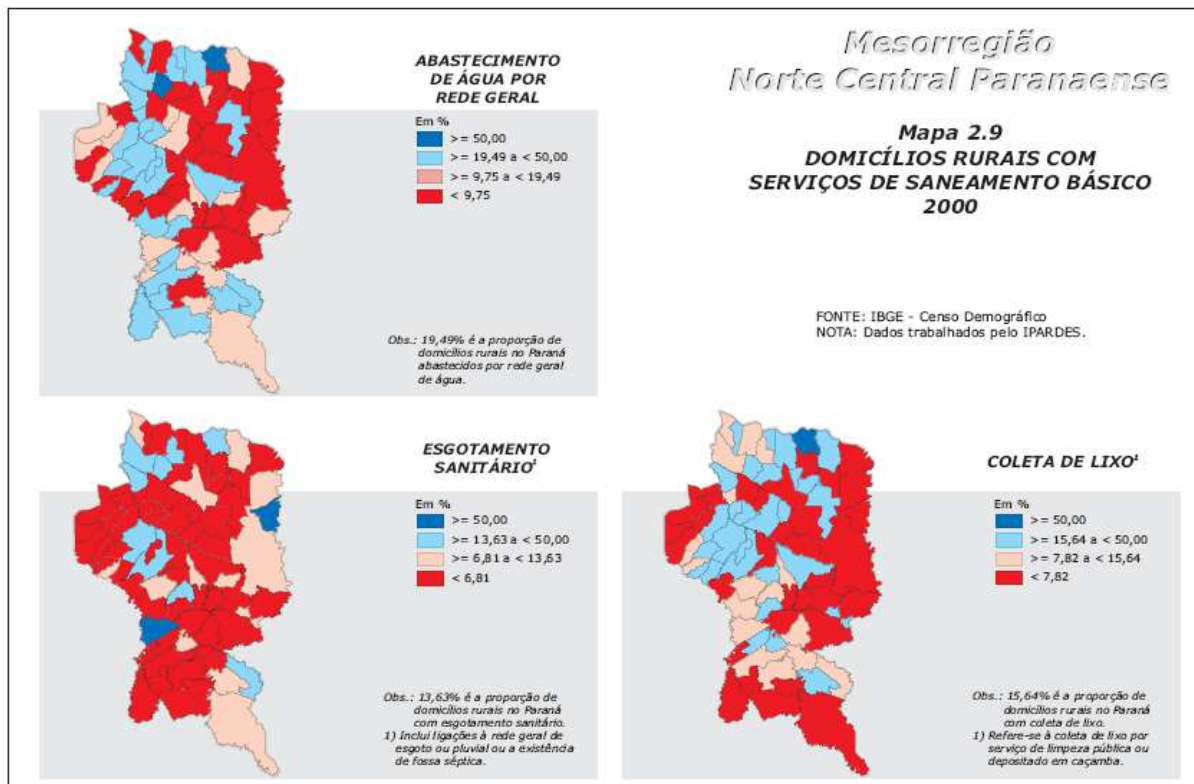 Mesorregião
Norte Central Paranaense
Mapa 2.9
DOMICÍLIOS RURAIS COM
SERVIÇOS DE SANEAMENTO BÁSICO
2000
FONTE: IBGE - Censo Demográfico
NOTA: Dados trabalhados pelo IPARDES.
ABASTECIMENTO
DE ÁGUA POR
REDE GERAL
Em %
>= 50,00
>= 19,49 a < 50,00
>= 9,75 a < 19,49
< 9,75
Obs.: 19,49% é a proporção de
domicílios rurais no Paraná
abastecidos por rede geral
de água.
ESGOTAMENTO
SANITÁRIO¹
Em %
>= 50,00
>= 13,63 a < 50,00
>= 6,81 a < 13,63
< 6,81
Obs.: 13,63% é a proporção de
domicílios rurais no Paraná
com esgotamento sanitário.
1) Inclui ligações à rede geral de
esgoto ou pluvial ou a existência
de fossa séptica.
COLETA DE LIXO¹
Em %
>= 50,00
>= 15,64 a < 50,00
>= 7,82 a < 15,64
< 7,82
Obs.: 15,64% é a proporção de
domicílios rurais no Paraná
com coleta de lixo.
1) Refere-se à coleta de lixo por
serviço de limpeza pública ou
depositado em caçamba.